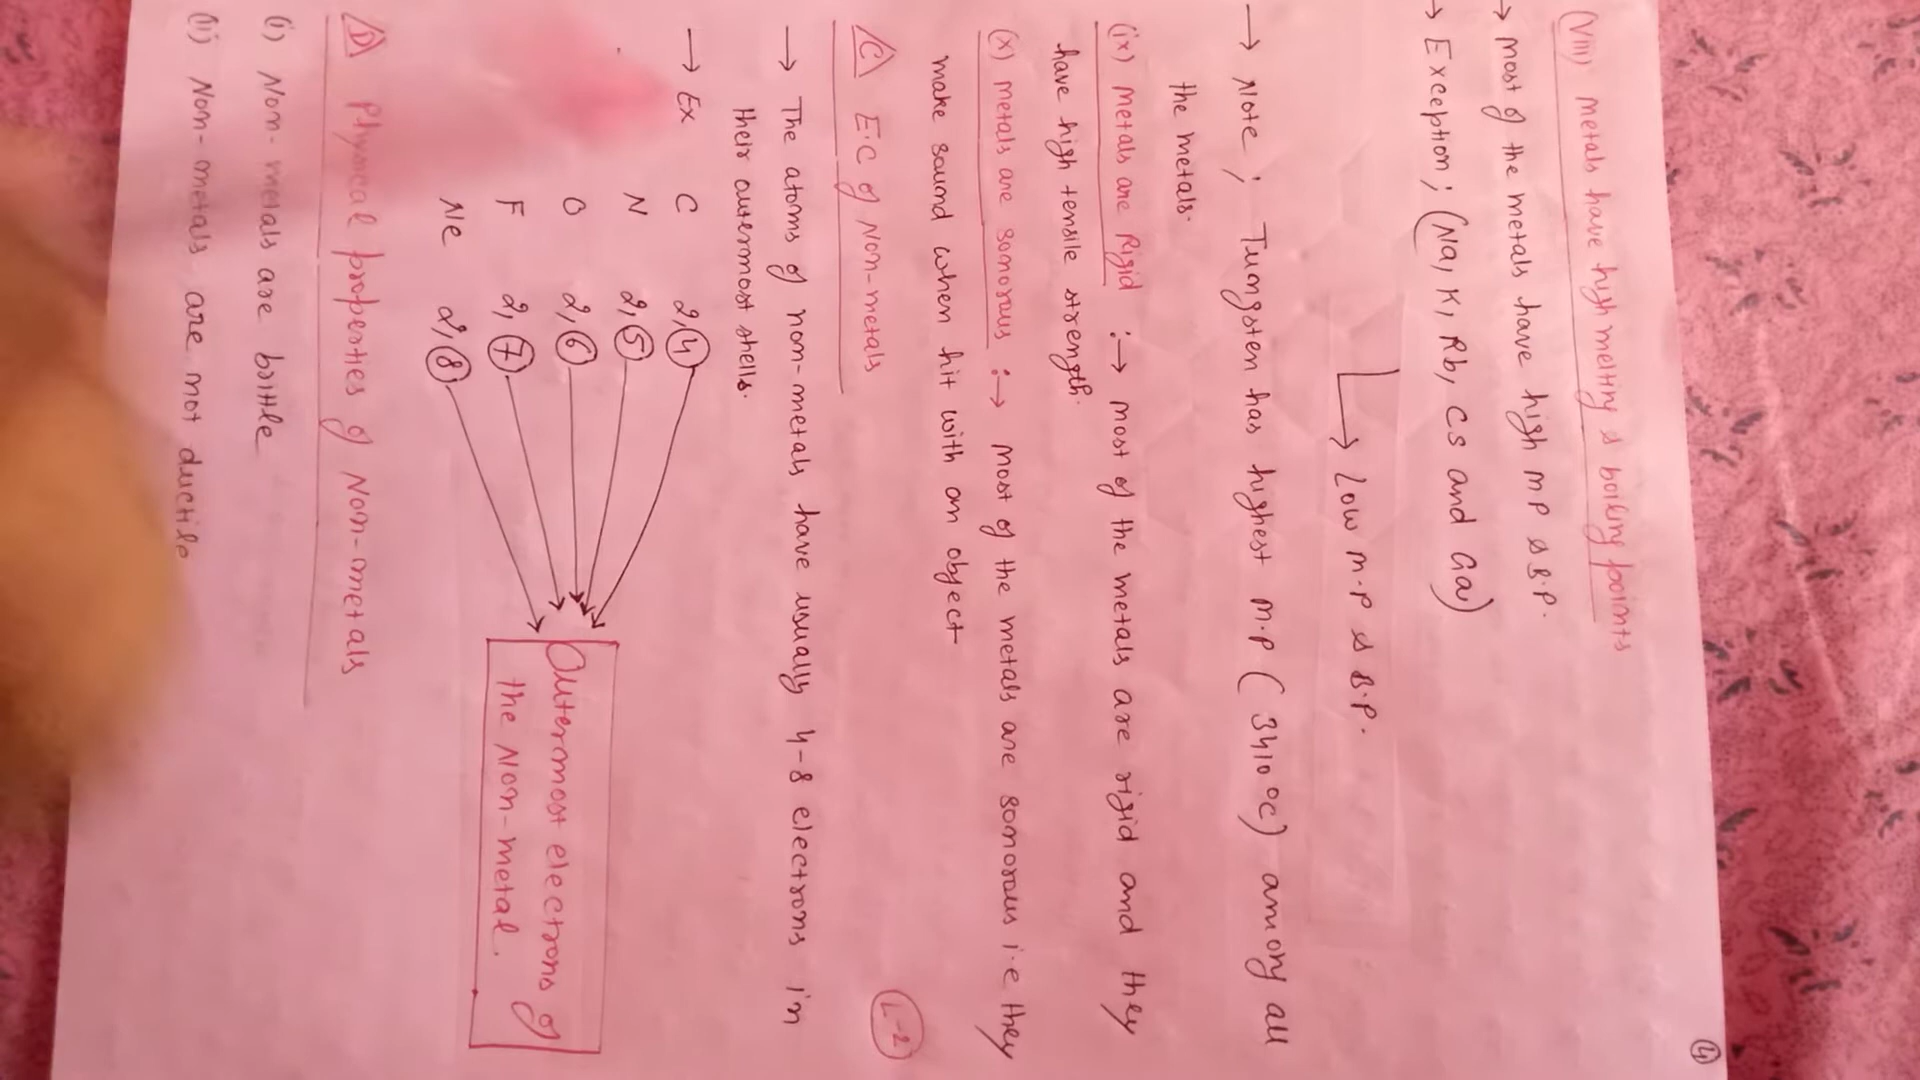 (4)
(viii) metals have high melting & boiling points
→ most of the metals have high mp & B.P.
→ Exception ; (Na, K, Rb, Cs and Ga)
→ Low m.p & B.P.
→ Note ; Tungsten has highest m.p ( 3410 °C) among all
the metals.
(ix) metals are Rigid :→ most of the metals are rigid and they
have high tensile strength.
(x) metals are sonorous :→ most of the metals are sonorous i.e they
make sound when hit with an object
L-2
C E.C of Non-metals
→ The atoms of non-metals have usually 4-8 electrons in
their outermost shells.
→ Ex C 2,4
N 2,5
O 2,6
F 2,7
Ne 2,8
Outermost electrons of
the Non-metal.
D Physical properties of Non-metals
(i) Non-metals are brittle
(ii) Non-metals are not ductile